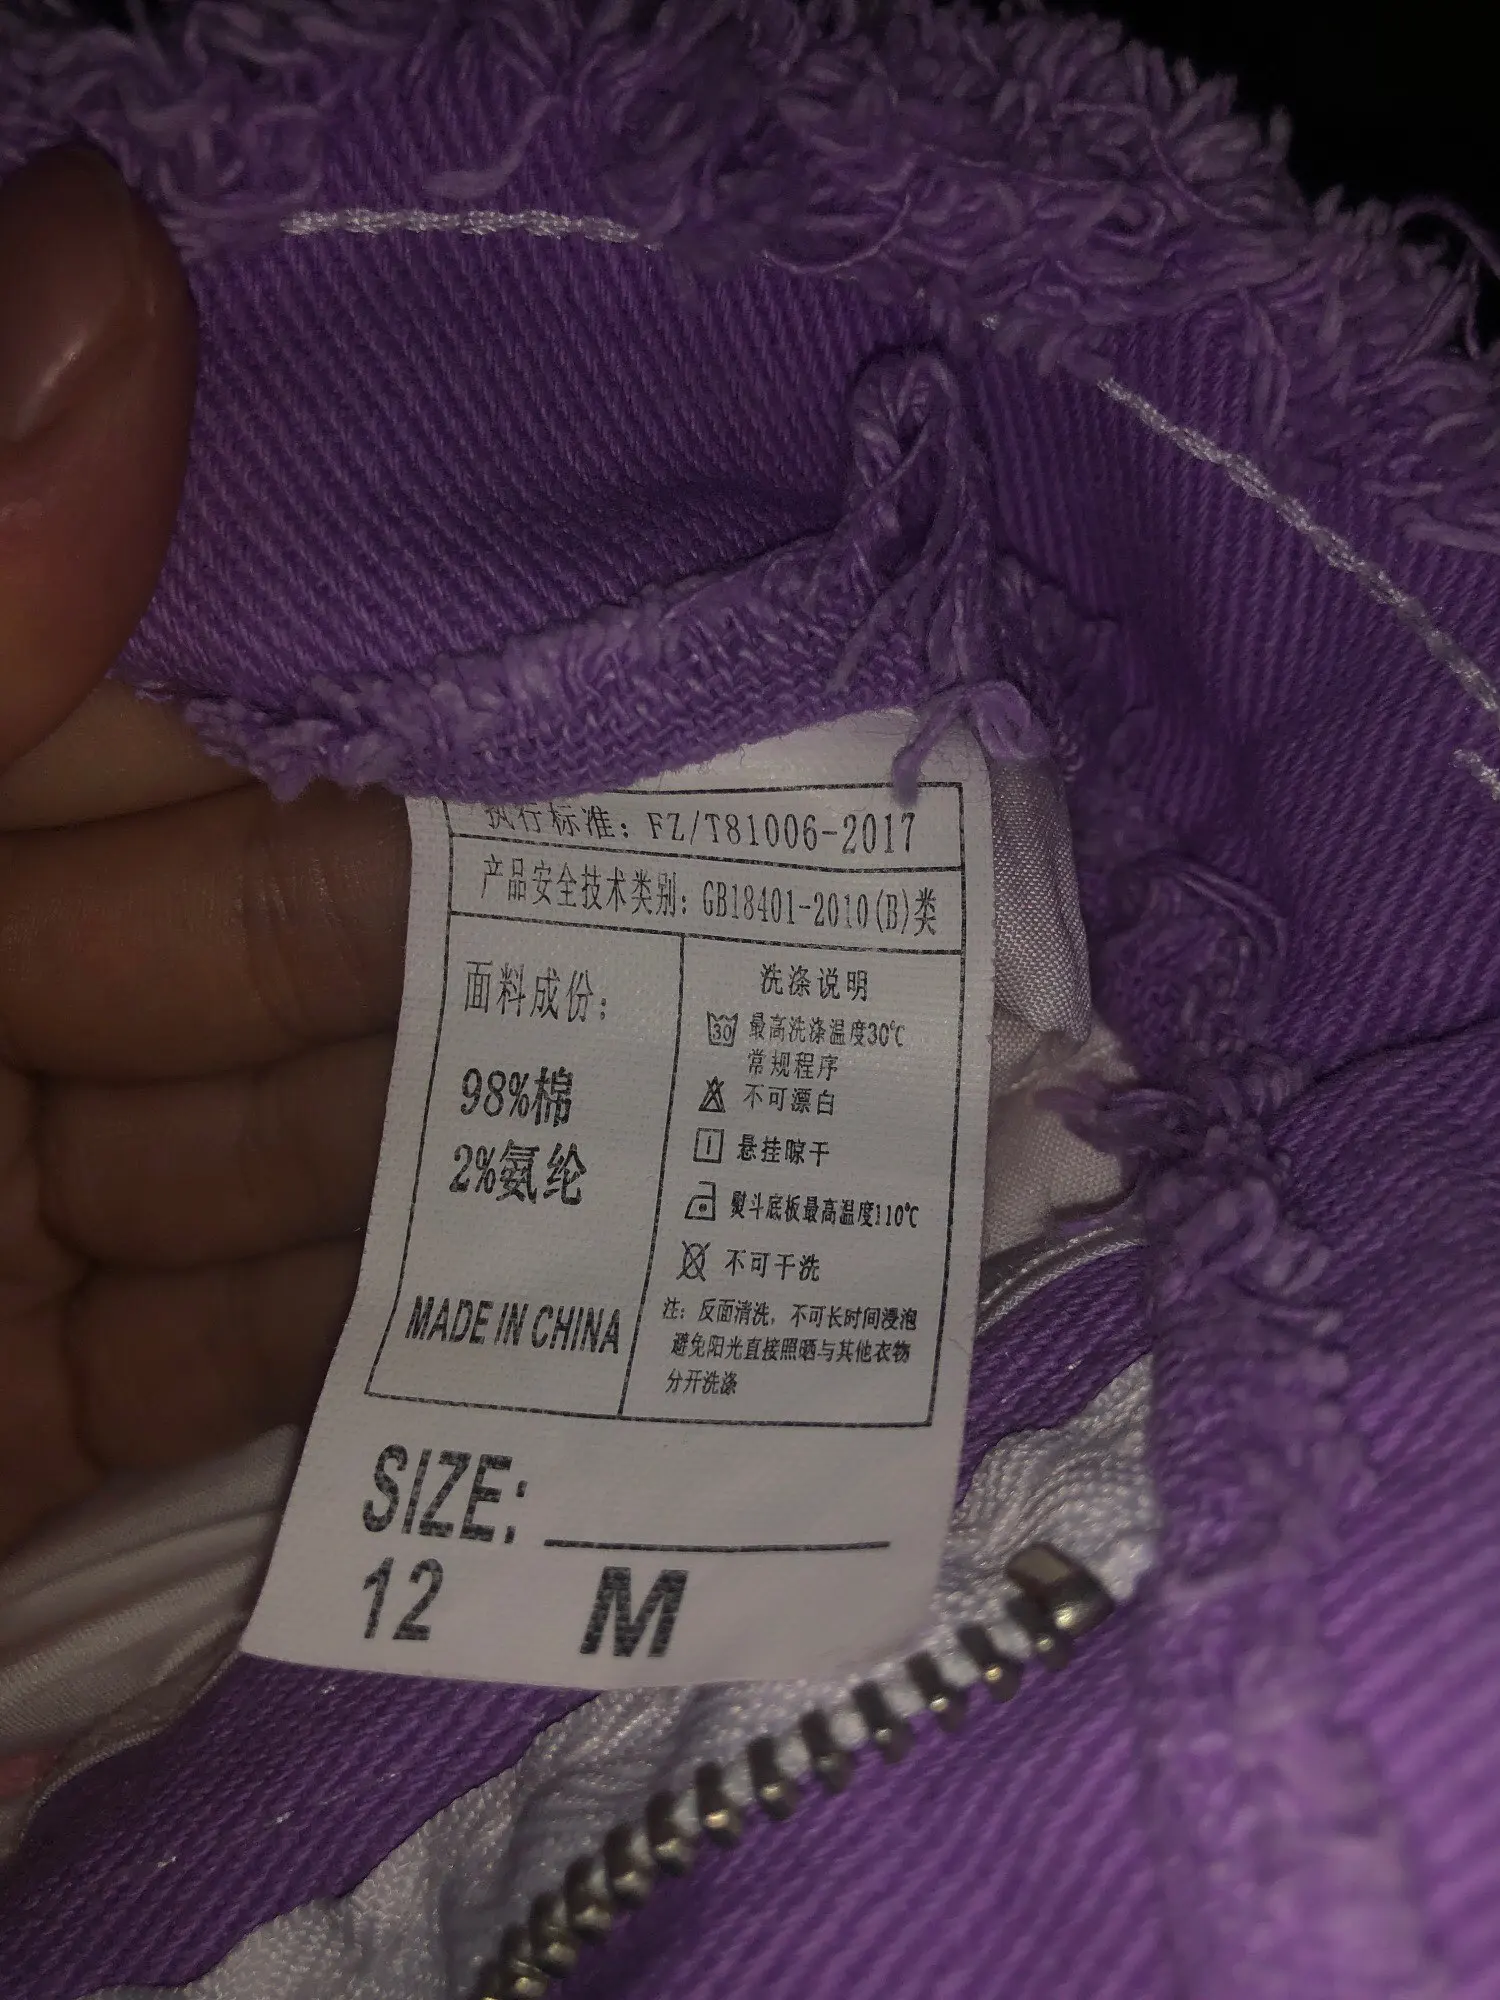 执行标准：FZ/T81006-2017
产品安全技术类别：GB18401-2010(B)类
面料成份：
98%棉
2%氨纶
MADE IN CHINA
洗涤说明
30 最高洗涤温度30℃
常规程序
不可漂白
悬挂晾干
熨斗底板最高温度110℃
不可干洗
注：反面清洗，不可长时间浸泡
避免阳光直接照晒与其他衣物
分开洗涤
SIZE:
12 M